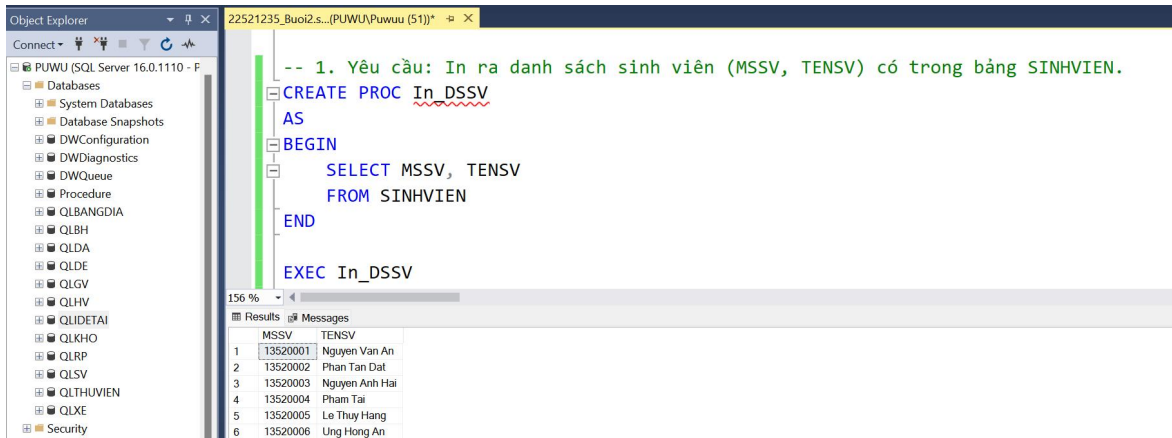 Object Explorer
Connect
PUWU (SQL Server 16.0.1110 - P
Databases
System Databases
Database Snapshots
DWConfiguration
DWDiagnostics
DWQueue
Procedure
QLBANGDIA
QLBH
QLDA
QLDE
QLGV
QLHV
QLIDETAI
QLKHO
QLRP
QLSV
QLTHUVIEN
QLXE
Security
22521235_Buoi2.s...(PUWU\Puwuu (51))*
-- 1. Yêu cầu: In ra danh sách sinh viên (MSSV, TENSV) có trong bảng SINHVIEN.
CREATE PROC In_DSSV
AS
BEGIN
SELECT MSSV, TENSV
FROM SINHVIEN
END
EXEC In_DSSV
156 %
Results Messages
MSSV TENSV
1 13520001 Nguyen Van An
2 13520002 Phan Tan Dat
3 13520003 Nguyen Anh Hai
4 13520004 Pham Tai
5 13520005 Le Thuy Hang
6 13520006 Ung Hong An